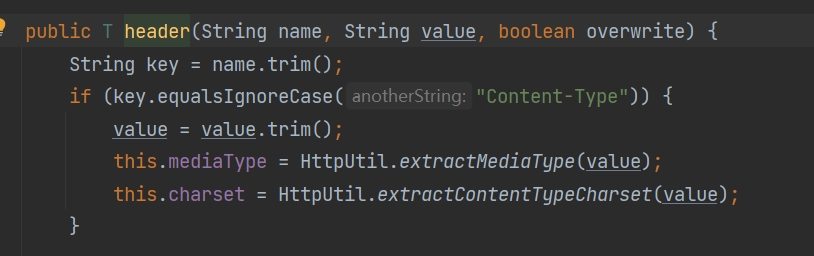 public T header(String name, String value, boolean overwrite) {
String key = name.trim();
if (key.equalsIgnoreCase( anotherString: "Content-Type")) {
value = value.trim();
this.mediaType = HttpUtil.extractMediaType(value);
this.charset = HttpUtil.extractContentTypeCharset(value);
}